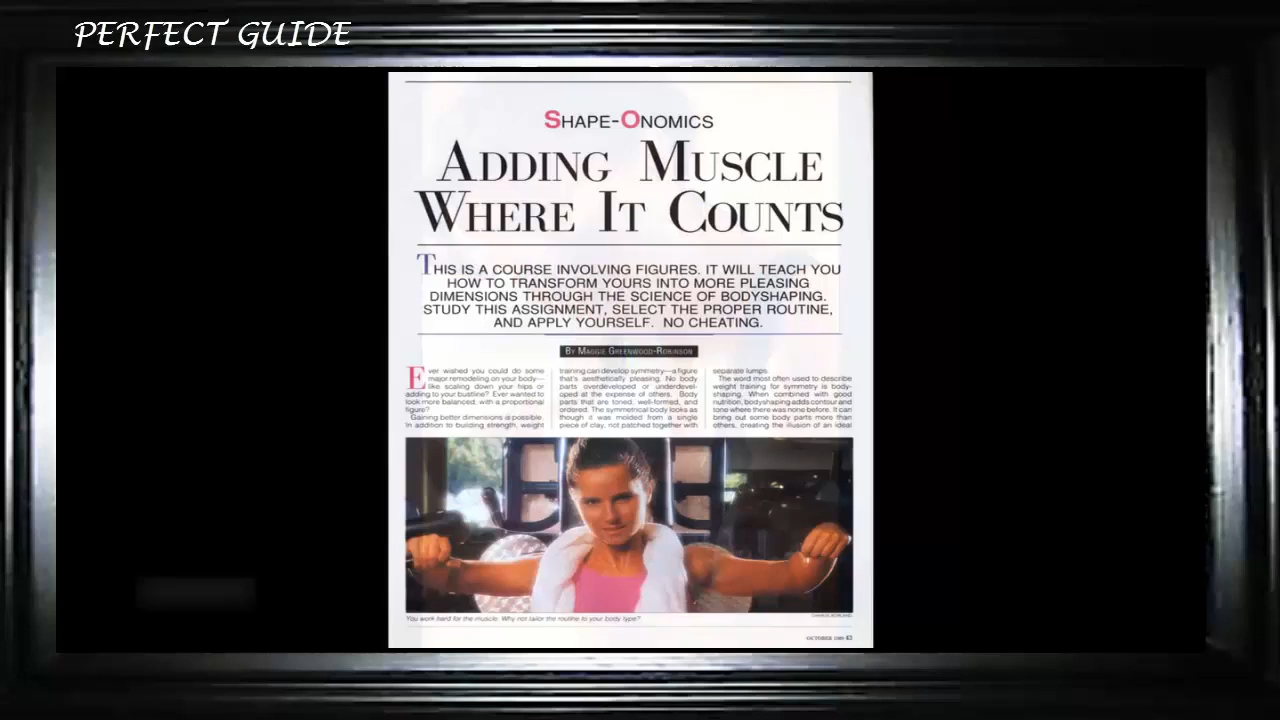 PERFECT GUIDE
SHAPE-ONOMICS
ADDING MUSCLE
WHERE IT COUNTS
THIS IS A COURSE INVOLVING FIGURES. IT WILL TEACH YOU
HOW TO TRANSFORM YOURS INTO MORE PLEASING
DIMENSIONS THROUGH THE SCIENCE OF BODYSHAPING.
STUDY THIS ASSIGNMENT, SELECT THE PROPER ROUTINE,
AND APPLY YOURSELF. NO CHEATING.
BY MAGGIE GREENWOOD-ROBINSON
Ever wished you could do some
major remodeling on your body—
like scaling down your hips or
adding to your bustline? Ever wanted to
look more balanced, with a proportional
figure?
Gaining better dimensions is possible.
In addition to building strength, weight
training can develop symmetry—a figure
that's aesthetically pleasing. No body
parts overdeveloped or underdevel-
oped at the expense of others. Body
parts that are toned, well-formed, and
ordered. The symmetrical body looks as
though it was molded from a single
piece of clay, not patched together with
separate lumps.
The word most often used to describe
weight training for symmetry is body-
shaping. When combined with good
nutrition, bodyshaping adds contour and
tone where there was none before. It can
bring out some body parts more than
others, creating the illusion of an ideal
You work hard for the muscle. Why not tailor the routine to your body type?
OCTOBER 1989 43